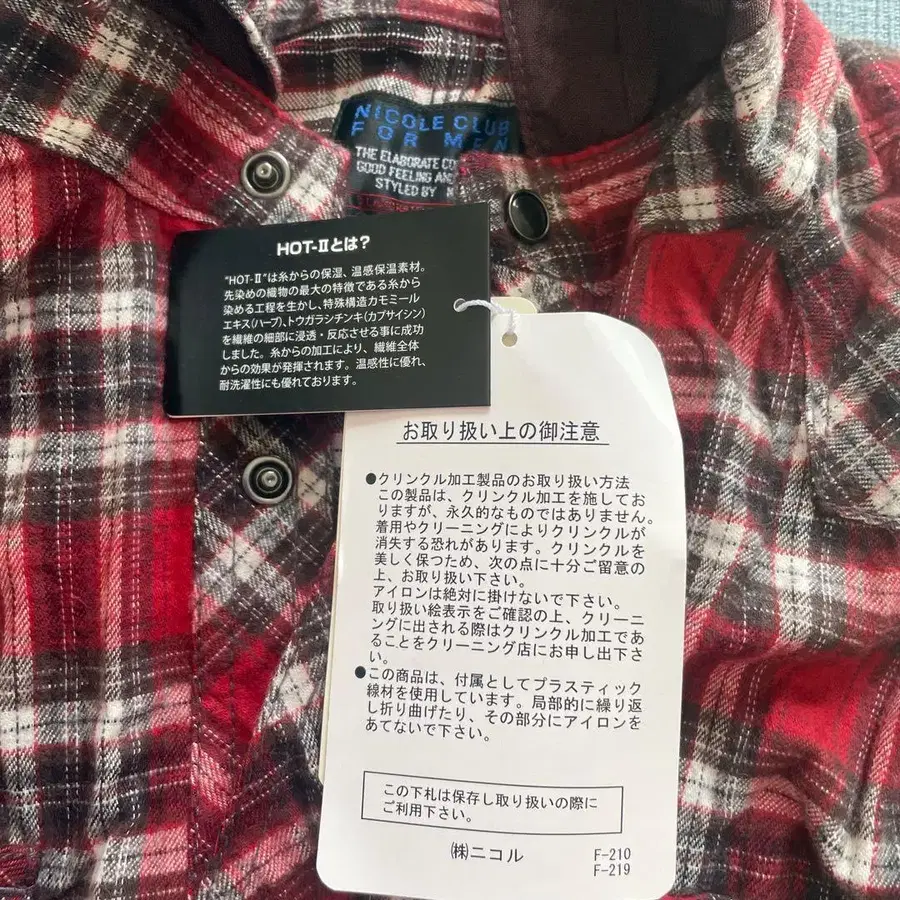 NICOLE CLUB
FOR MEN
THE ELABORATE
GOOD FEELING
STYLED BY
HOT-Ⅱとは?
“HOT-Ⅱ”は糸からの保湿、温感保温素材。
先染めの織物の最大の特徴である糸から
染める工程を生かし、特殊構造カモミール
エキス(ハーブ)、トウガラシチンキ(カプサイシン)
を繊維の細部に浸透・反応させる事に成功
しました。糸からの加工により、繊維全体
からの効果が発揮されます。温感性に優れ、
耐洗濯性にも優れております。
お取り扱い上の御注意
●クリンクル加工製品のお取り扱い方法
この製品は、クリンクル加工を施してお
りますが、永久的なものではありません。
着用やクリーニングによりクリンクルが
消失する恐れがあります。クリンクルを
美しく保つため、次の点に十分ご留意の
上、お取り扱い下さい。
アイロンは絶対に掛けないで下さい。
取り扱い絵表示をご確認の上、クリーニ
ングに出される際はクリンクル加工であ
ることをクリーニング店にお申し出下さ
い。
●この商品は、付属としてプラスティック
線材を使用しています。局部的に繰り返
し折り曲げたり、その部分にアイロンを
あてないで下さい。
この下札は保存し取り扱いの際に
ご利用下さい。
㈱ニコル
F-210
F-219